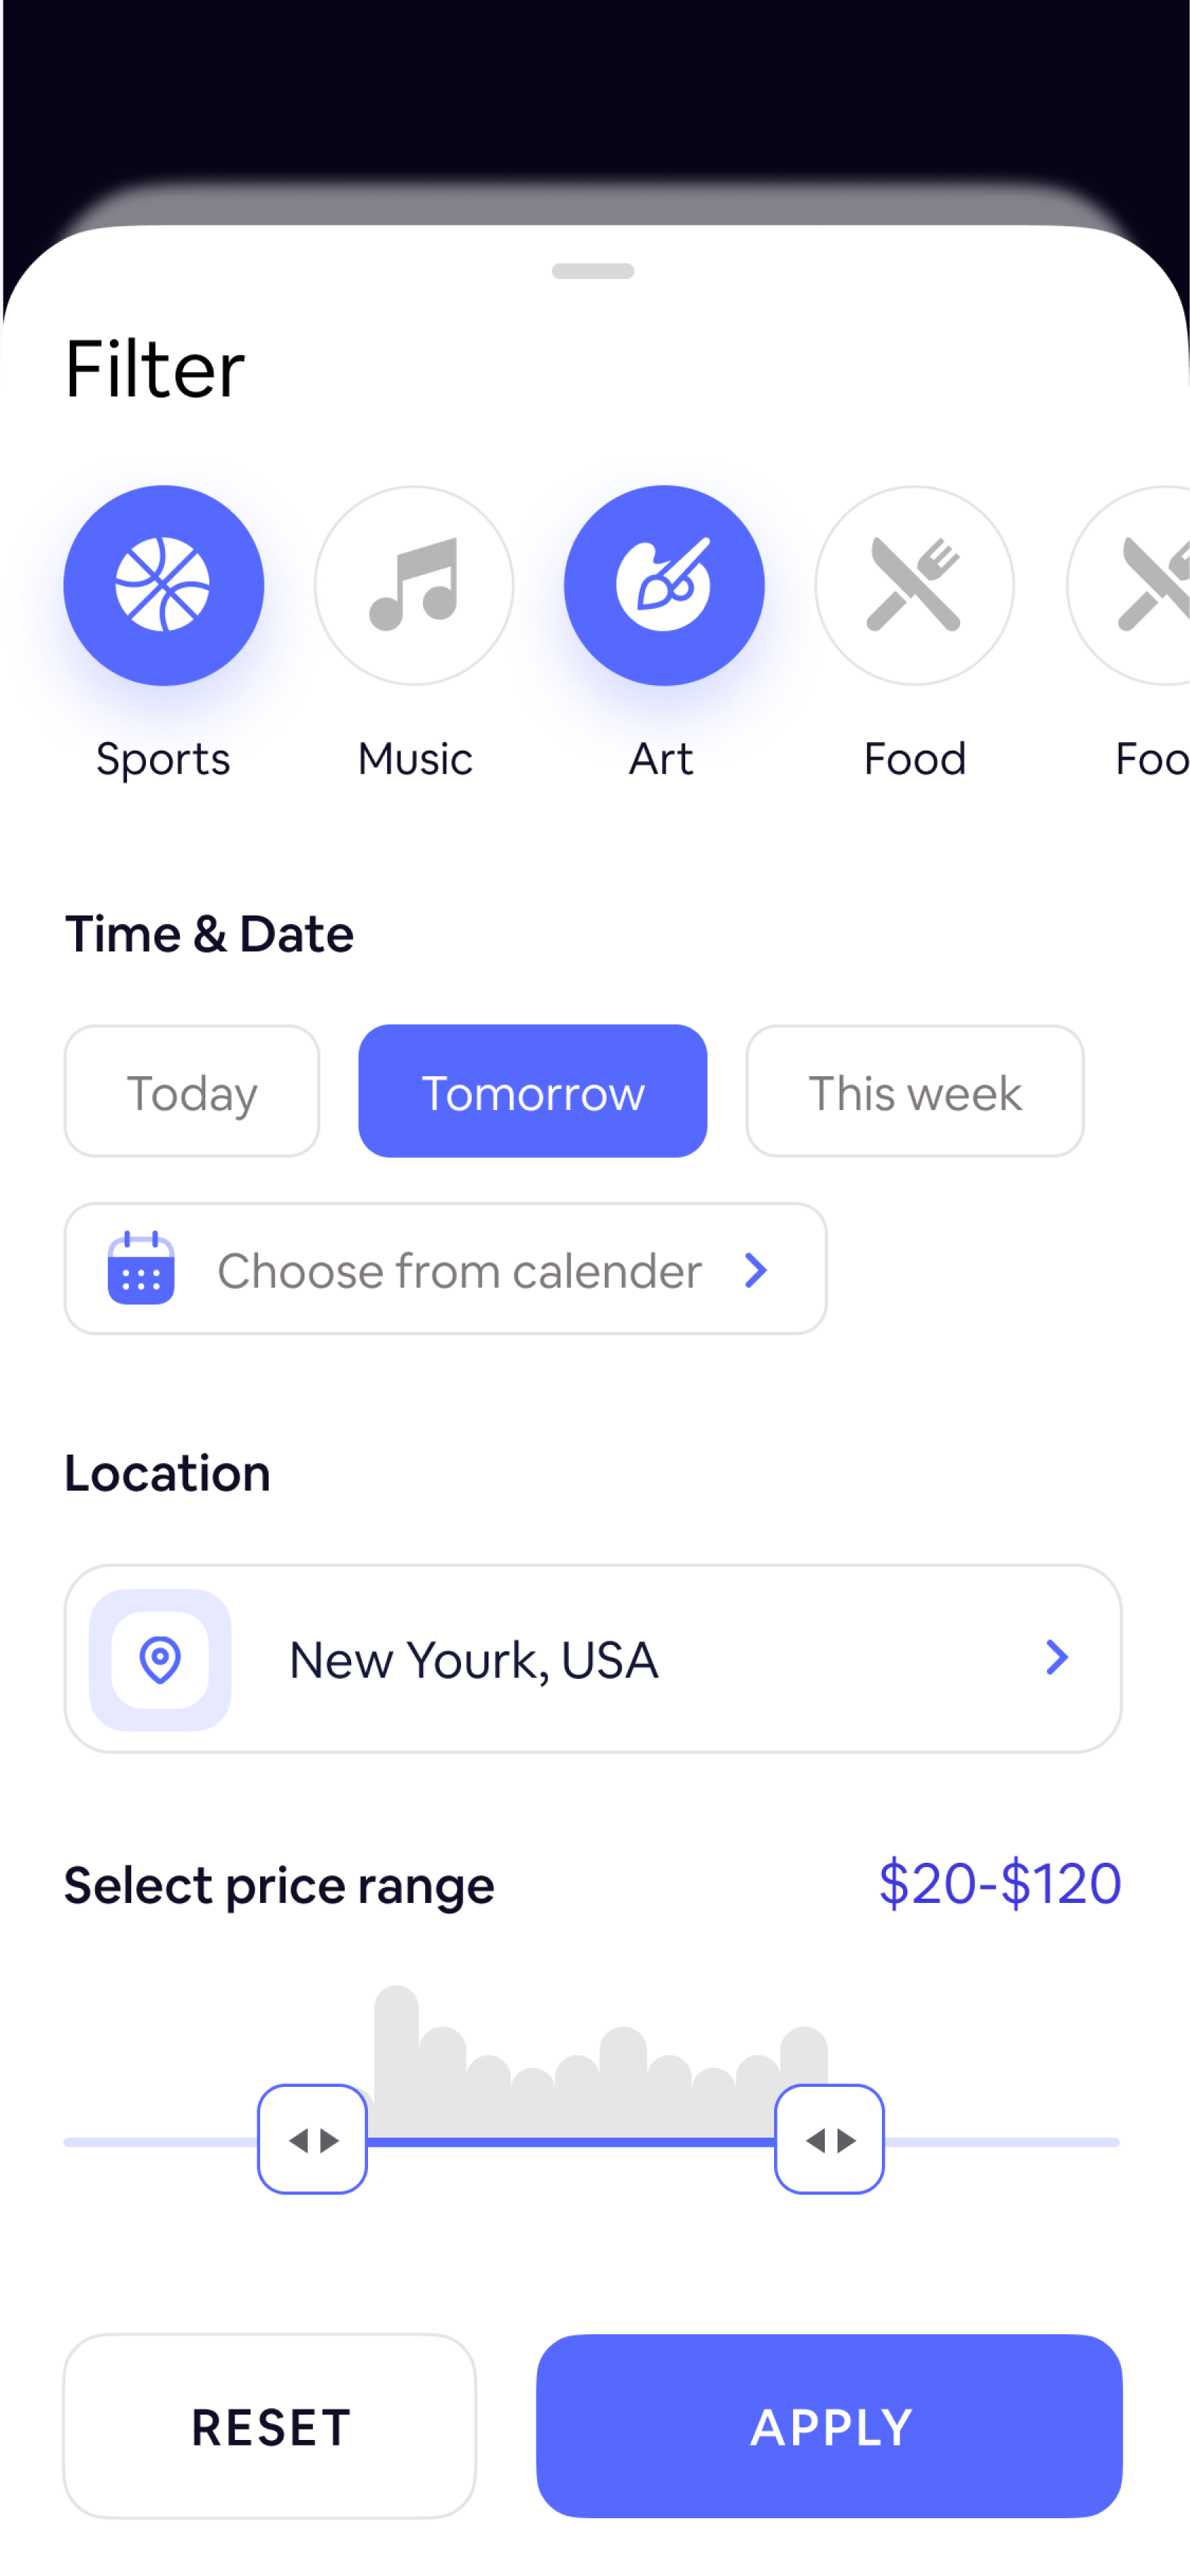 Filter
Sports Music Art Food Foo
Time & Date
Today Tomorrow This week
Choose from calender
Location
New Yourk, USA
Select price range $20-$120
RESET APPLY